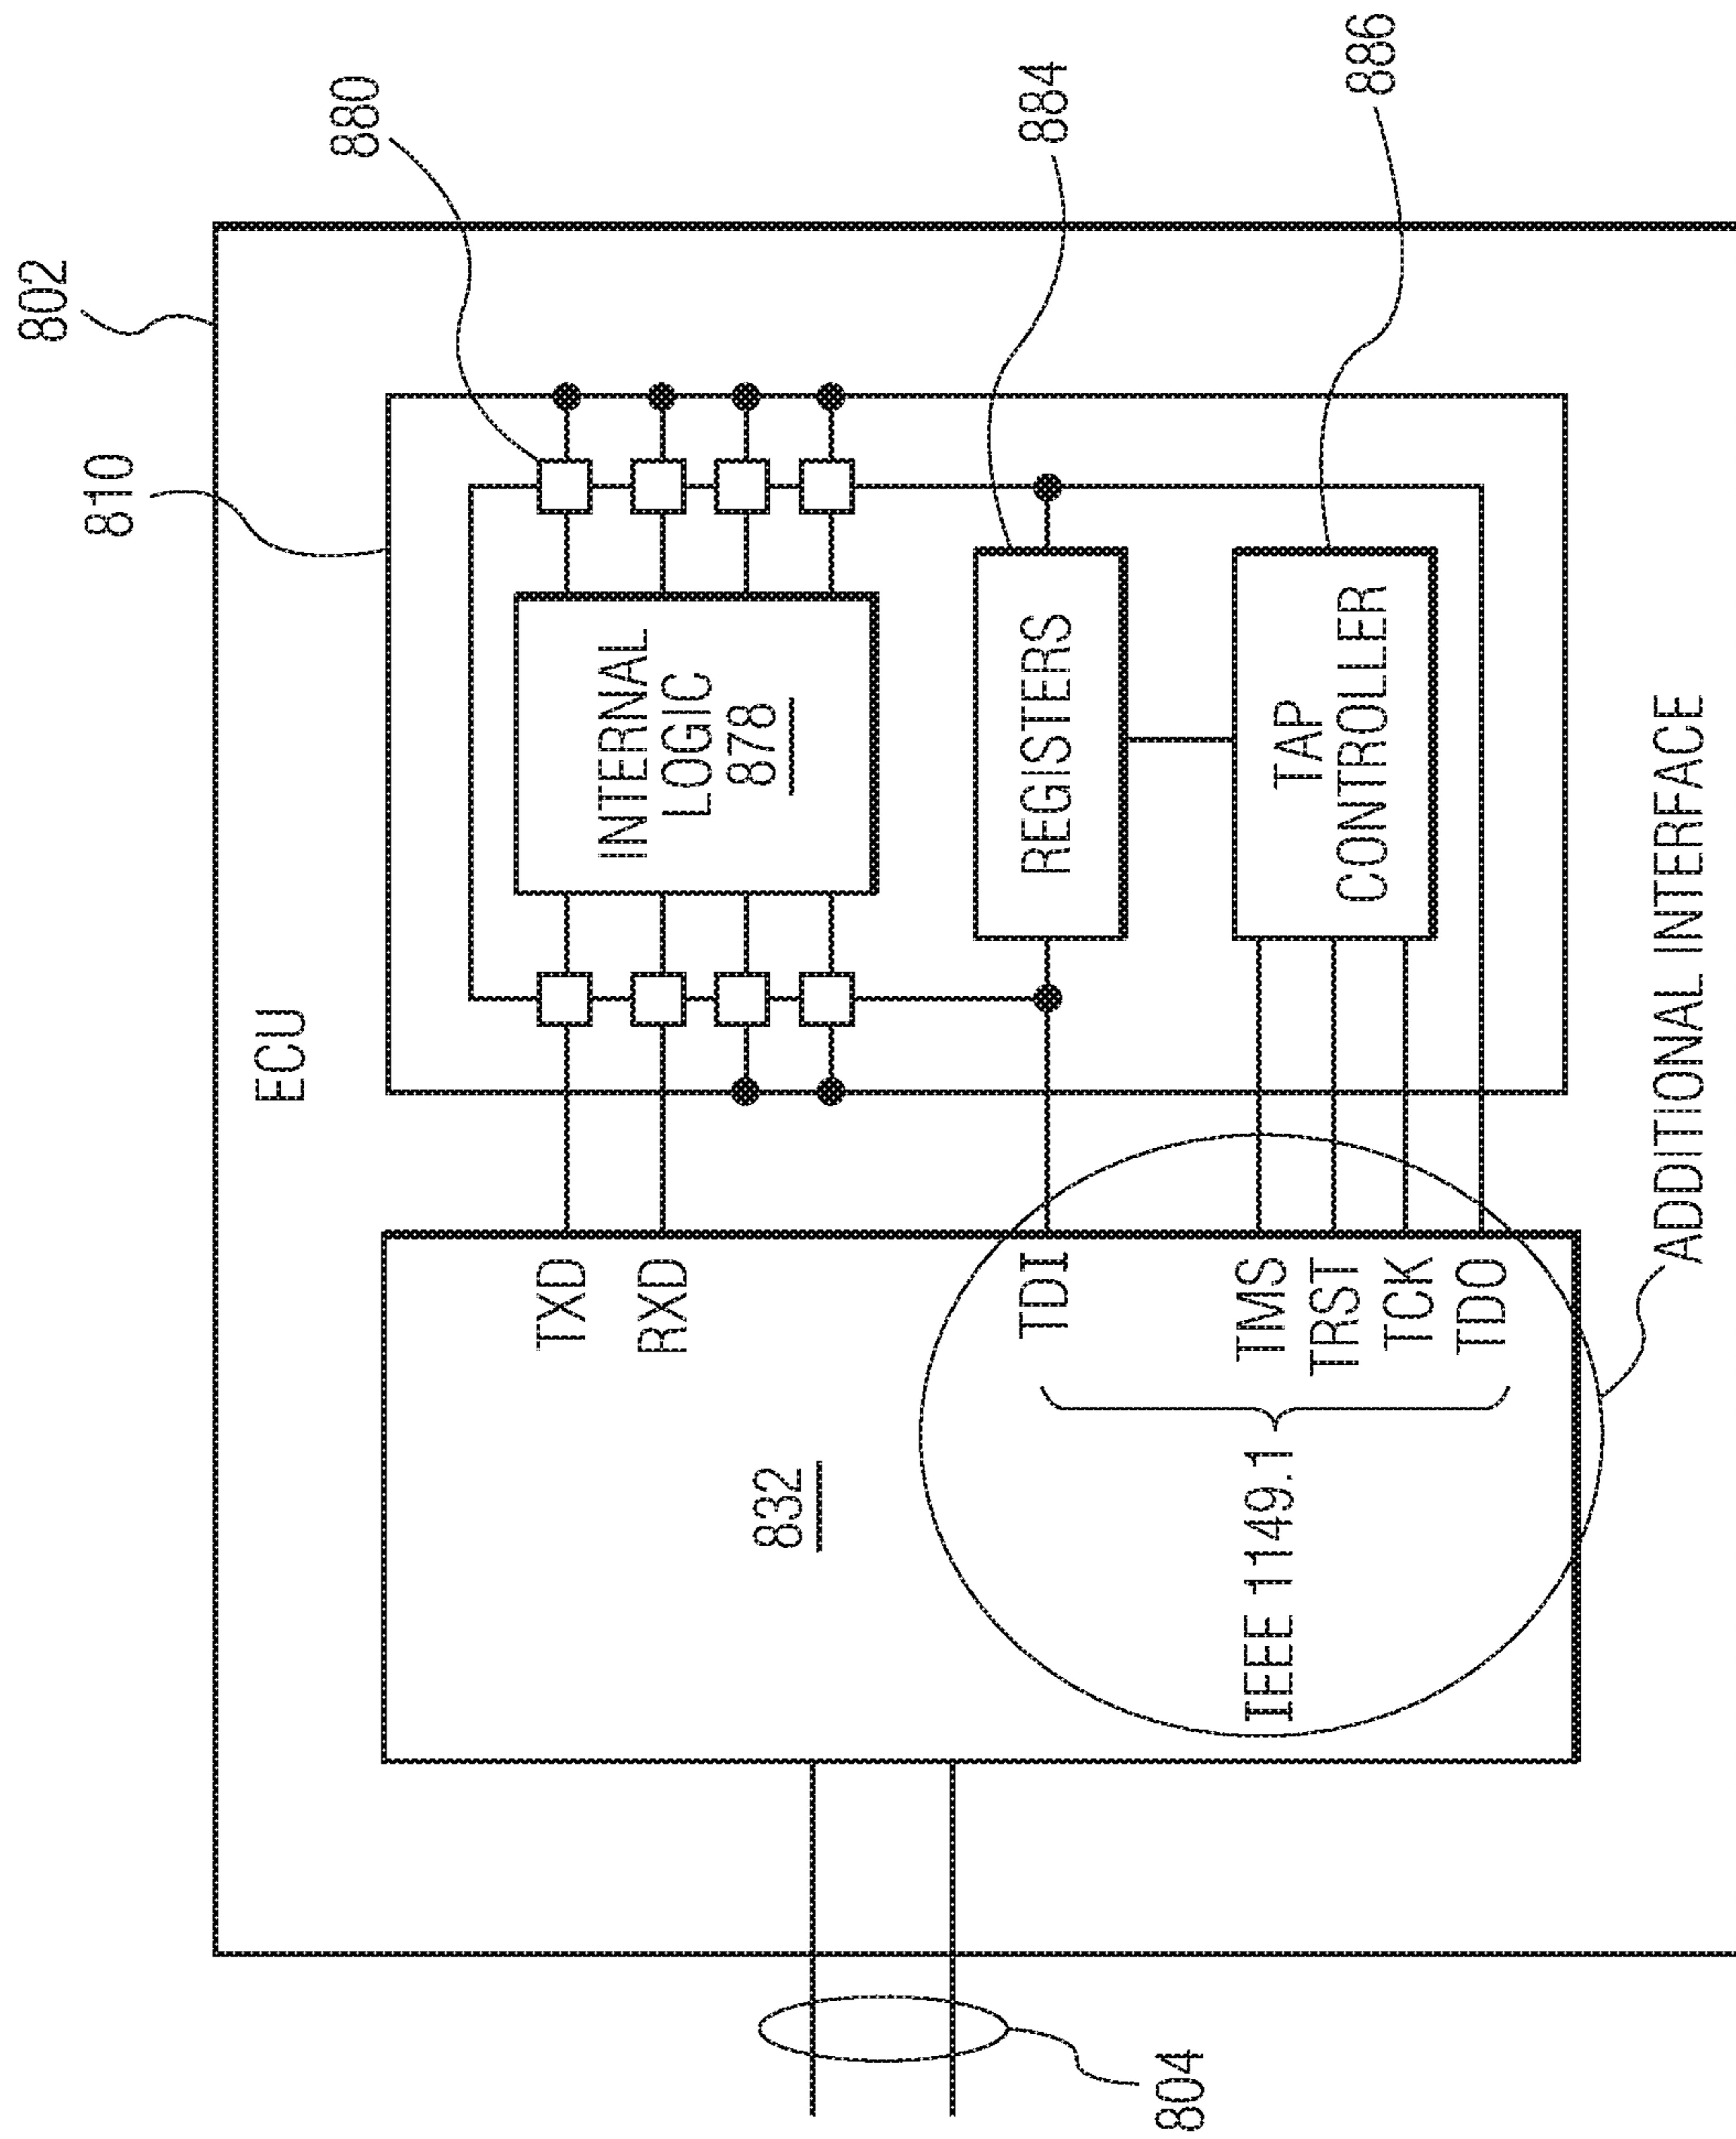 802
ECU
810
880
832
TXD
RXD
INTERNAL
LOGIC
878
804
884
TDI
REGISTERS
IEEE 1149.1
TMS
TRST
TCK
TDO
TAP
CONTROLLER
886
ADDITIONAL INTERFACE